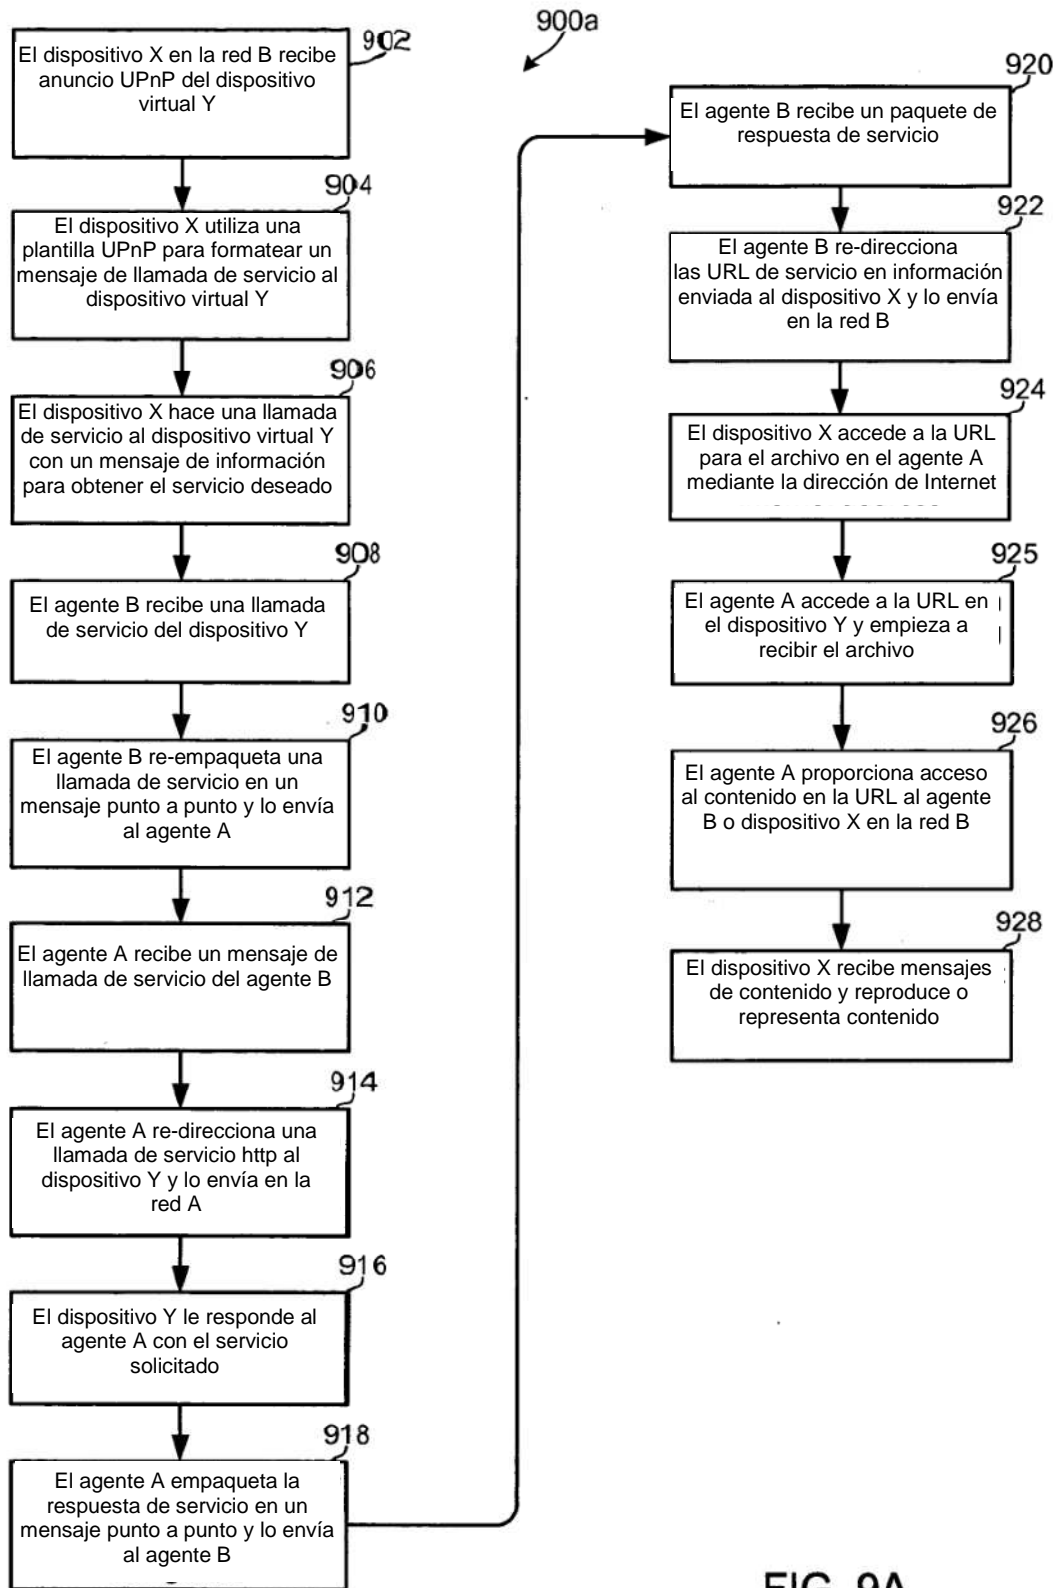 900a
902
El dispositivo X en la red B recibe
anuncio UPnP del dispositivo
virtual Y
904
El dispositivo X utiliza una
plantilla UPnP para formatear un
mensaje de llamada de servicio al
dispositivo virtual Y
906
El dispositivo X hace una llamada
de servicio al dispositivo virtual Y
con un mensaje de información
para obtener el servicio deseado
908
El agente B recibe una llamada
de servicio del dispositivo Y
910
El agente B re-empaqueta una
llamada de servicio en un
mensaje punto a punto y lo envía
al agente A
912
El agente A recibe un mensaje de
llamada de servicio del agente B
914
El agente A re-direcciona una
llamada de servicio http al
dispositivo Y y lo envía en la
red A
916
El dispositivo Y le responde al
agente A con el servicio
solicitado
918
El agente A empaqueta la
respuesta de servicio en un
mensaje punto a punto y lo envía
al agente B
920
El agente B recibe un paquete de
respuesta de servicio
922
El agente B re-direcciona
las URL de servicio en información
enviada al dispositivo X y lo envía
en la red B
924
El dispositivo X accede a la URL
para el archivo en el agente A
mediante la dirección de Internet
925
El agente A accede a la URL en
el dispositivo Y y empieza a
recibir el archivo
926
El agente A proporciona acceso
al contenido en la URL al agente
B o dispositivo X en la red B
928
El dispositivo X recibe mensajes
de contenido y reproduce o
representa contenido
FIG. 9A